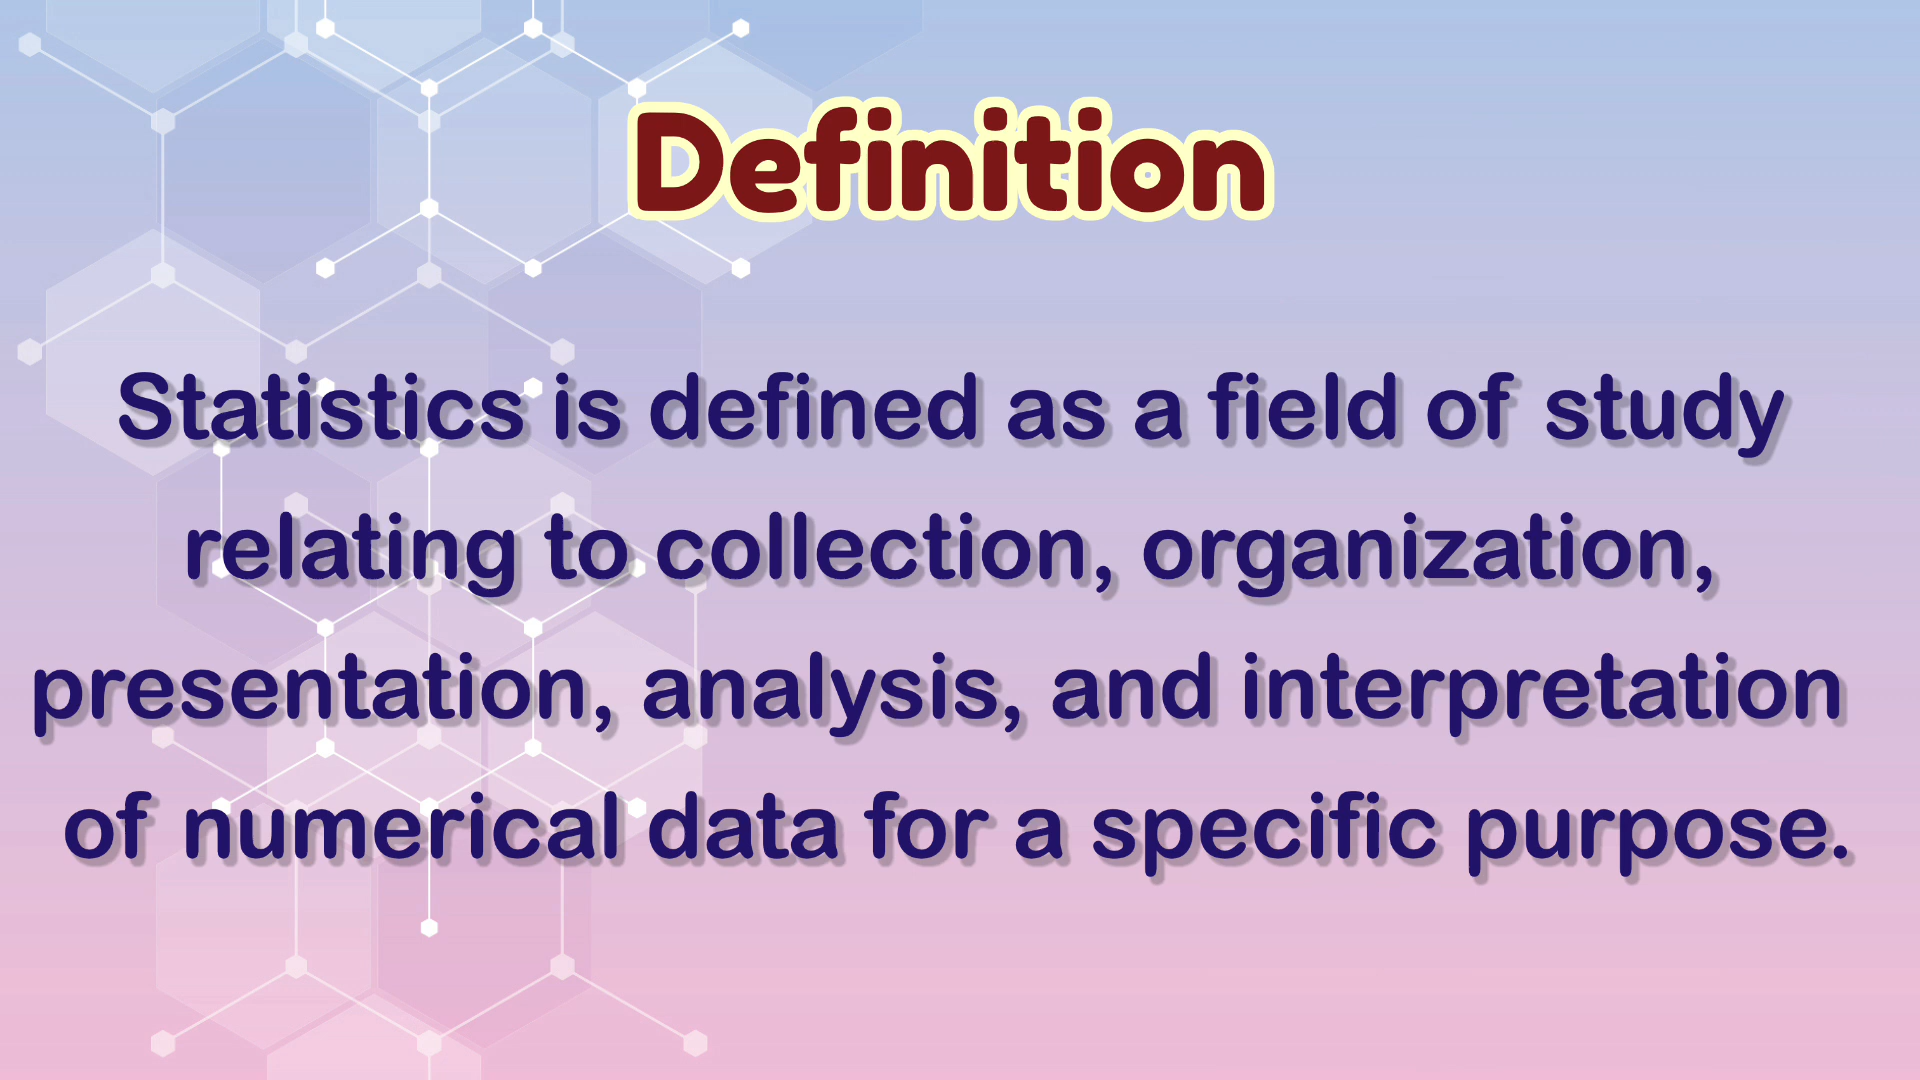 Definition
Statistics is defined as a field of study
relating to collection, organization,
presentation, analysis, and interpretation
of numerical data for a specific purpose.